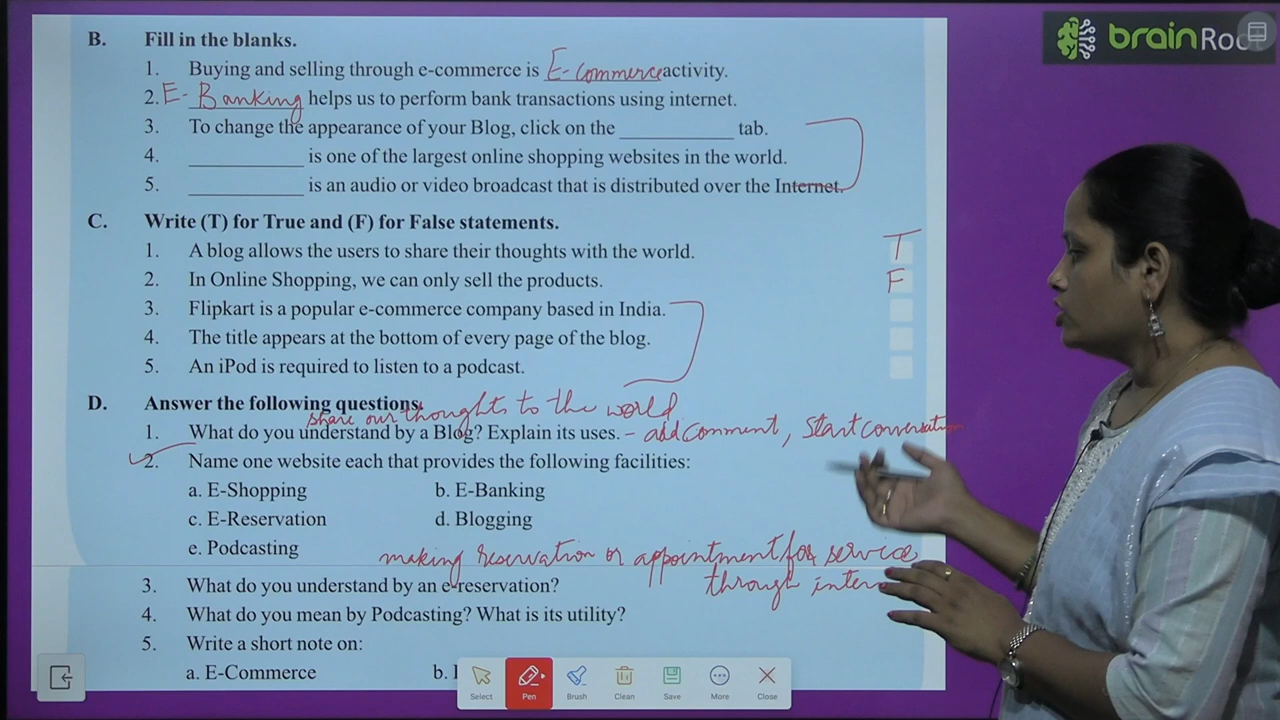 brainRoot
B. Fill in the blanks.
1. Buying and selling through e-commerce is E-Commerce activity.
2. E-Banking helps us to perform bank transactions using internet.
3. To change the appearance of your Blog, click on the ____________ tab.
4. ____________ is one of the largest online shopping websites in the world.
5. ____________ is an audio or video broadcast that is distributed over the Internet.
C. Write (T) for True and (F) for False statements.
1. A blog allows the users to share their thoughts with the world. T
2. In Online Shopping, we can only sell the products. F
3. Flipkart is a popular e-commerce company based in India.
4. The title appears at the bottom of every page of the blog.
5. An iPod is required to listen to a podcast.
D. Answer the following questions.
share our thoughts to the world
1. What do you understand by a Blog? Explain its uses. - add comment, Start conversation
2. Name one website each that provides the following facilities:
a. E-Shopping b. E-Banking
c. E-Reservation d. Blogging
e. Podcasting
making reservation or appointment for service
through
3. What do you understand by an e-reservation?
4. What do you mean by Podcasting? What is its utility?
5. Write a short note on:
a. E-Commerce b.
Select Pen Brush Clean Save More Close